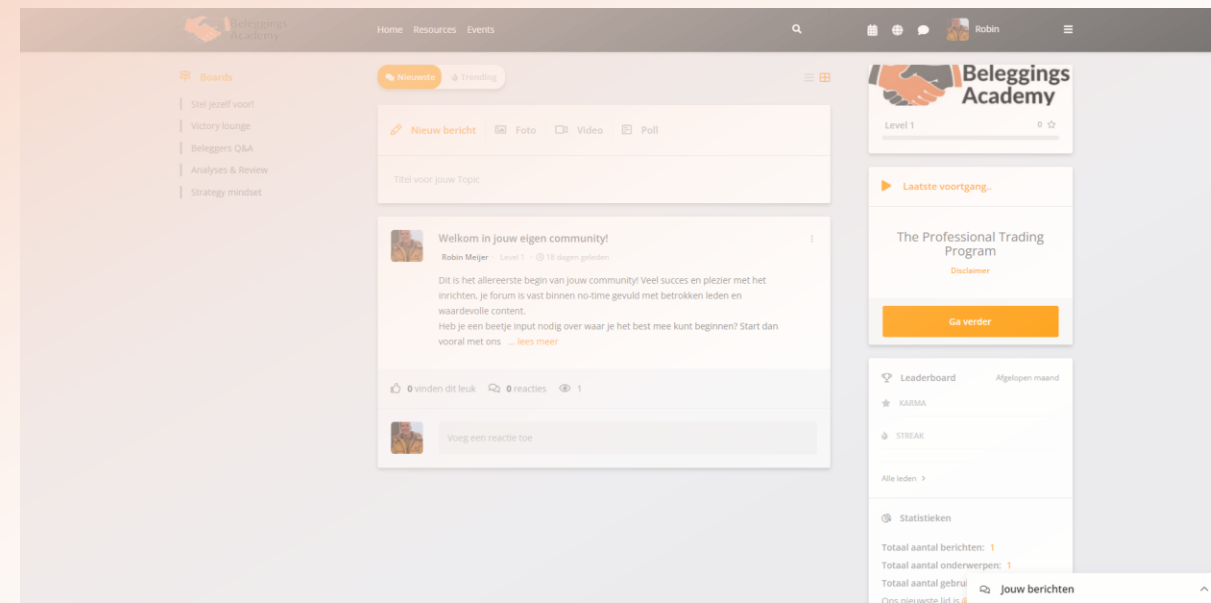 Beleggings
Academy
Home Resources Events
Robin
Boards
Stel jezelf voor!
Victory lounge
Beleggers Q&A
Analyses & Review
Strategy mindset
Nieuwste
Trending
Nieuw bericht
Foto
Video
Poll
Titel voor jouw Topic
Welkom in jouw eigen community!
Robin Meijer · Level 1 · 18 dagen geleden
Dit is het allereerste begin van jouw community! Veel succes en plezier met het
inrichten, je forum is vast binnen no-time gevuld met betrokken leden en
waardevolle content.
Heb je een beetje input nodig over waar je het best mee kunt beginnen? Start dan
vooral met ons ... lees meer
0 vinden dit leuk 0 reacties 1
Voeg een reactie toe
Beleggings
Academy
Level 1 0
Laatste voortgang..
The Professional Trading
Program
Disclaimer
Ga verder
Leaderboard Afgelopen maand
KARMA
STREAK
Alle leden >
Statistieken
Totaal aantal berichten: 1
Totaal aantal onderwerpen: 1
Totaal aantal gebru
Ons nieuwste lid is
Jouw berichten